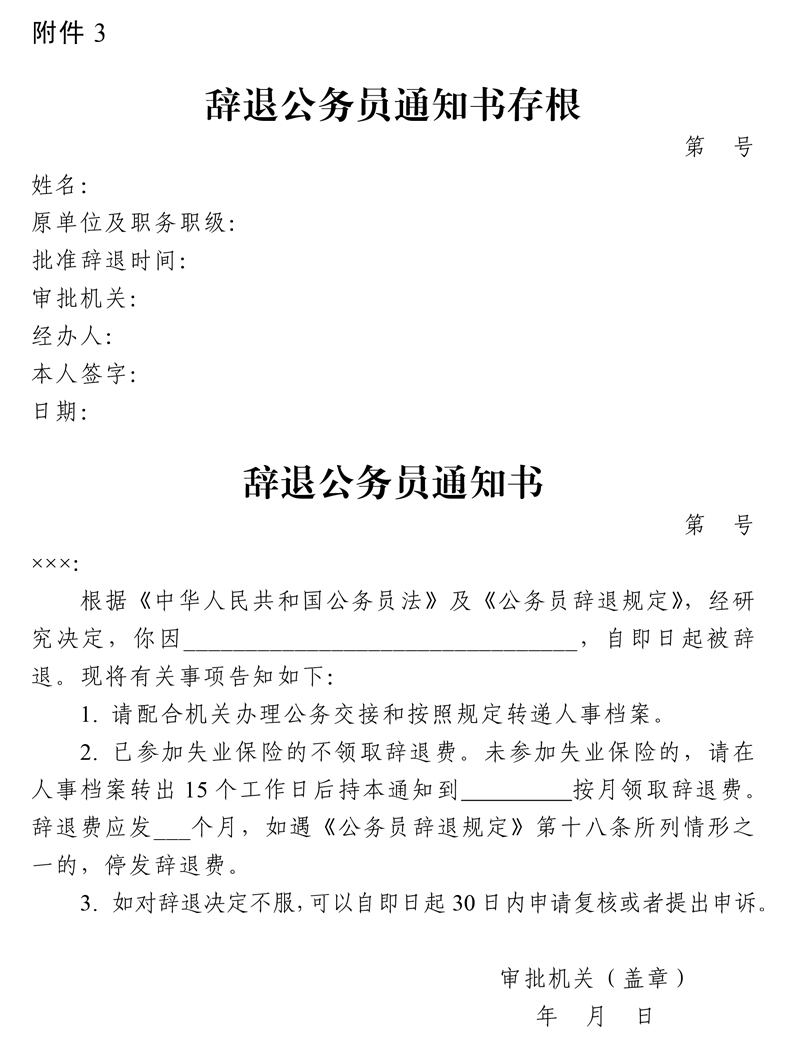 附件 3
辞退公务员通知书存根
第 号
姓名：
原单位及职务职级：
批准辞退时间：
审批机关：
经办人：
本人签字：
日期：
辞退公务员通知书
第 号
×××：
根据《中华人民共和国公务员法》及《公务员辞退规定》，经研
究决定，你因________________________________，自即日起被辞
退。现将有关事项告知如下：
1. 请配合机关办理公务交接和按照规定转递人事档案。
2. 已参加失业保险的不领取辞退费。未参加失业保险的，请在
人事档案转出 15 个工作日后持本通知到_________按月领取辞退费。
辞退费应发___个月，如遇《公务员辞退规定》第十八条所列情形之
一的，停发辞退费。
3. 如对辞退决定不服，可以自即日起 30 日内申请复核或者提出申诉。
审批机关（盖章）
年 月 日